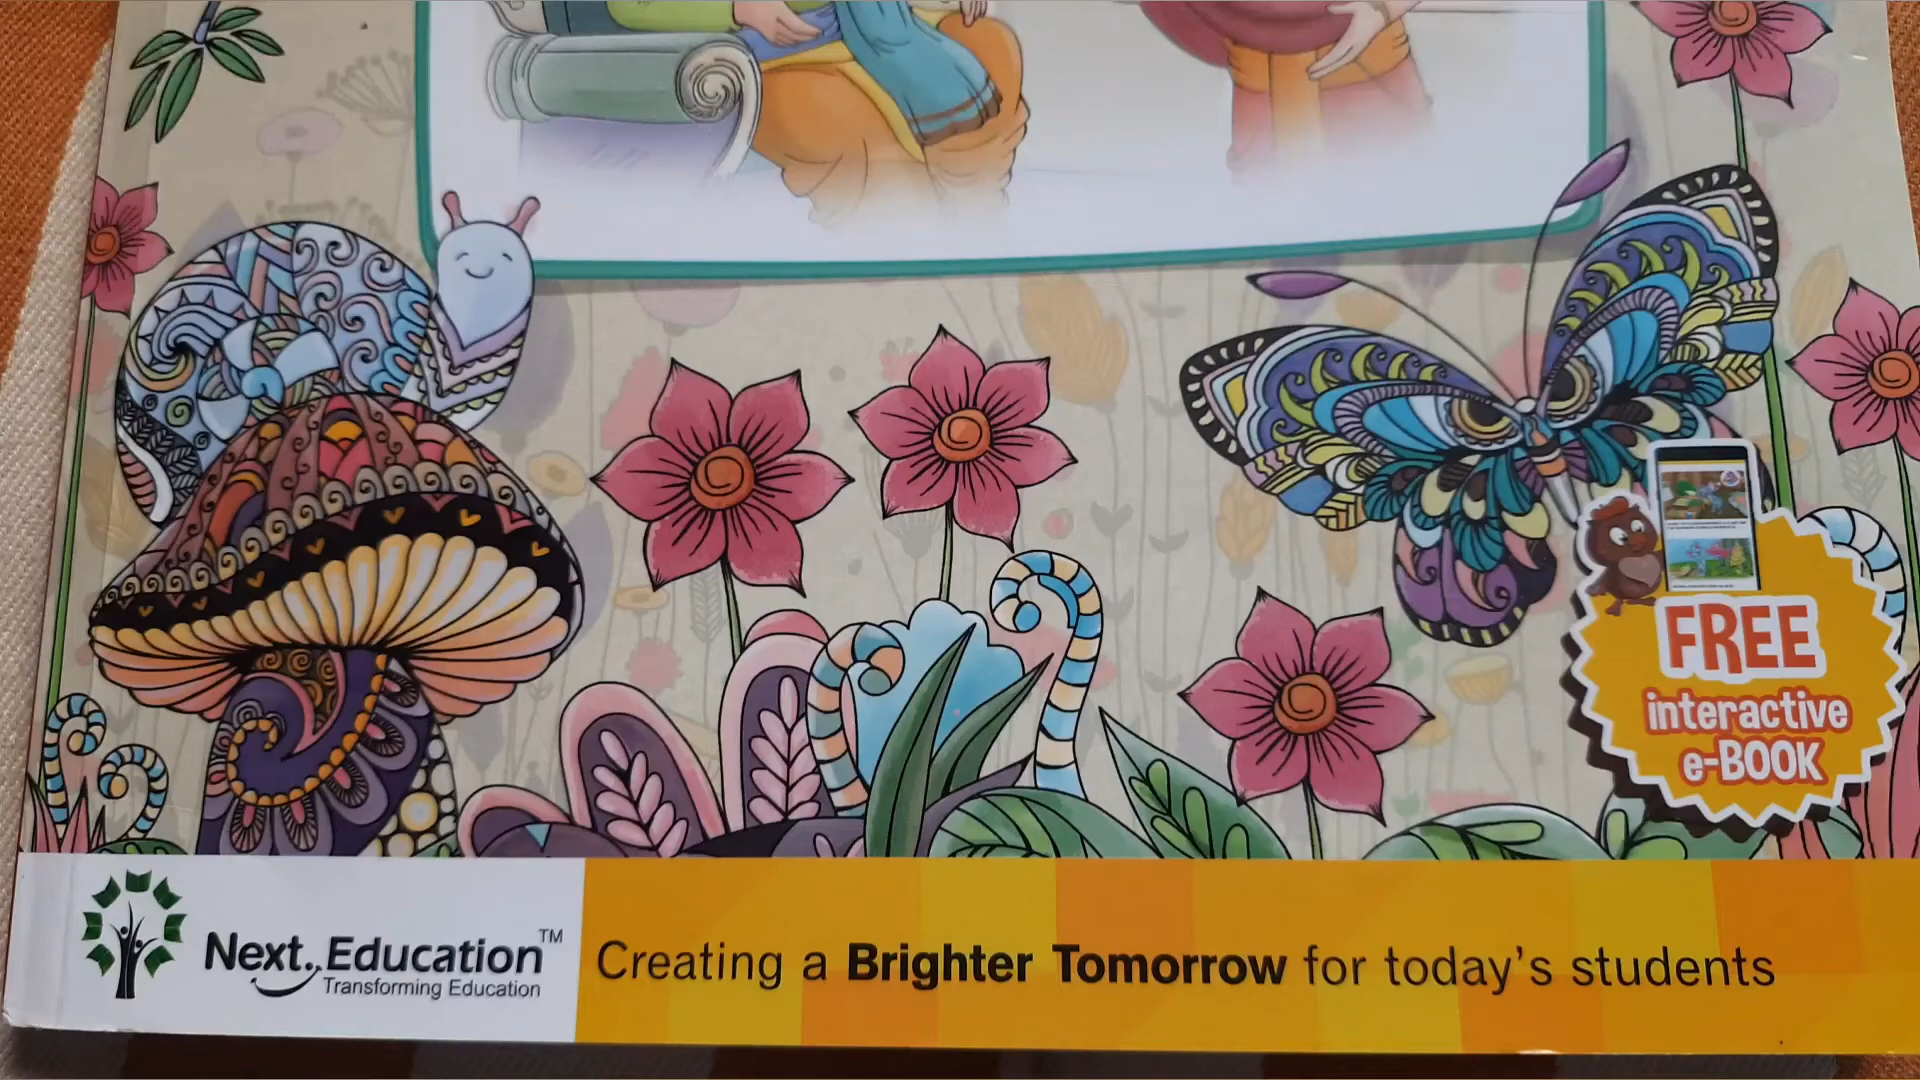 FREE
interactive
e-BOOK
Next Education™
Transforming Education
Creating a Brighter Tomorrow for today's students